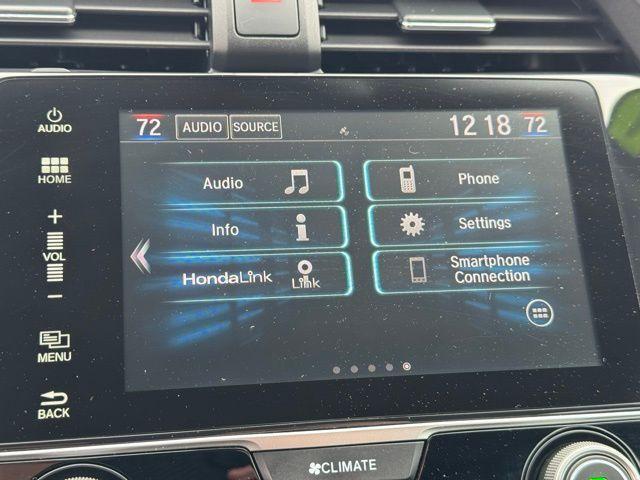 AUDIO
HOME
+
VOL
−
MENU
BACK
72 AUDIO SOURCE 12 18 72
Audio
Phone
Info
Settings
HondaLink Link
Smartphone
Connection
CLIMATE